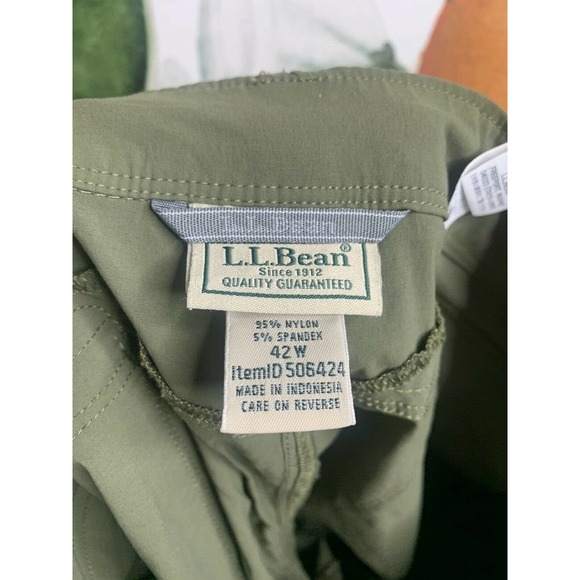 L.L.Bean®
Since 1912
QUALITY GUARANTEED
95% NYLON
5% SPANDEX
42 W
ItemID 506424
MADE IN INDONESIA
CARE ON REVERSE